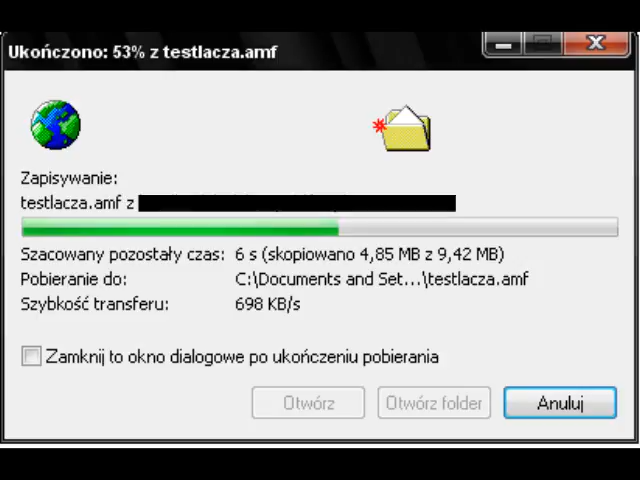 Ukończono: 53% z testlacza.amf
Zapisywanie:
testlacza.amf z
Szacowany pozostały czas: 6 s (skopiowano 4,85 MB z 9,42 MB)
Pobieranie do: C:\Documents and Set...\testlacza.amf
Szybkość transferu: 698 KB/s
Zamknij to okno dialogowe po ukończeniu pobierania
Otwórz Otwórz folder Anuluj